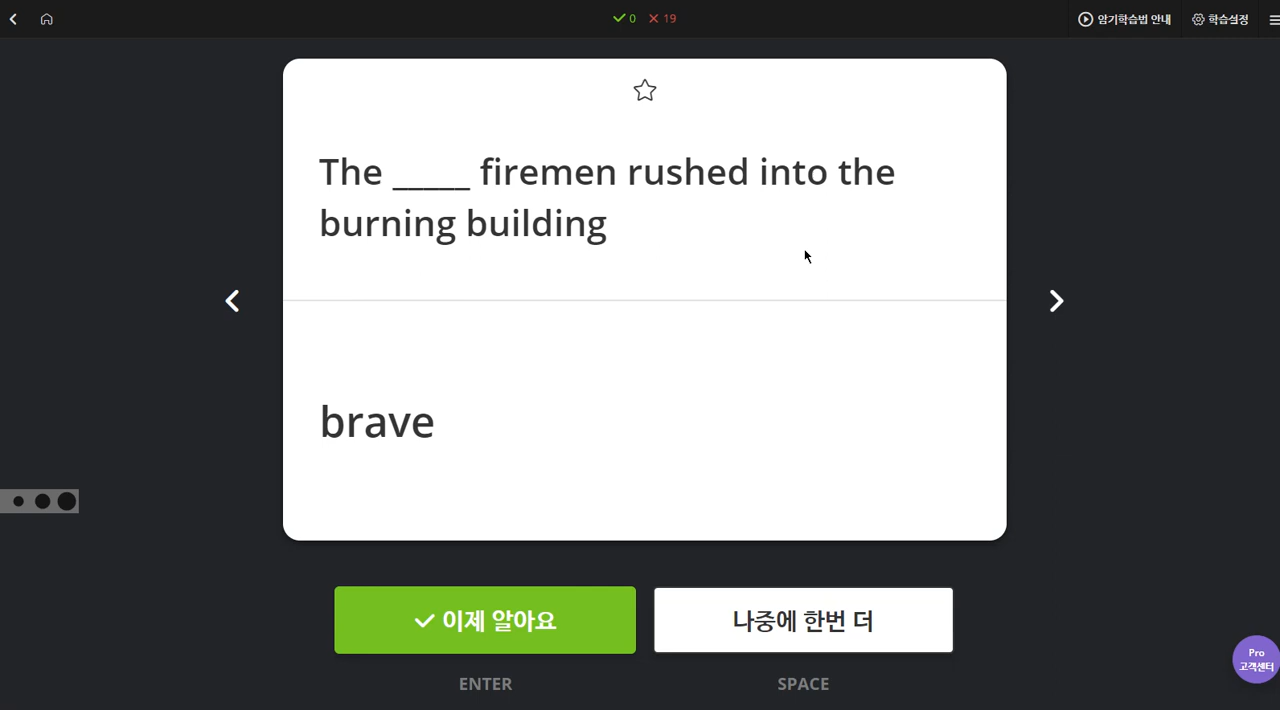 0 19 암기학습법 안내 학습설정
The _____ firemen rushed into the
burning building
brave
이제 알아요 나중에 한번 더
ENTER SPACE
Pro
고객센터